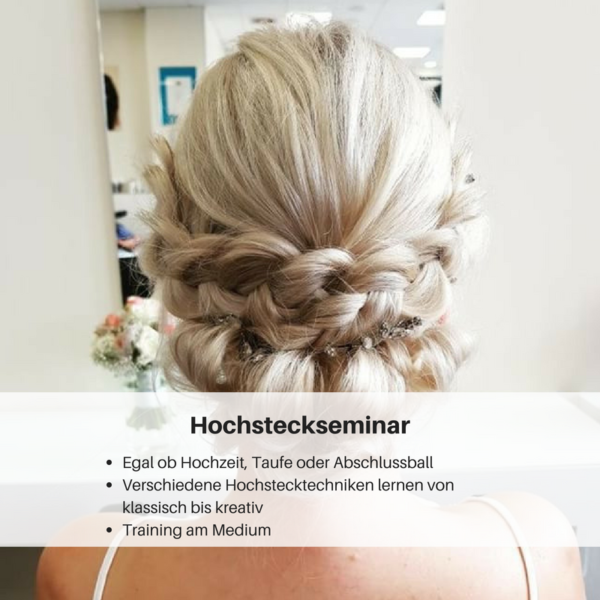 Hochsteckseminar
• Egal ob Hochzeit, Taufe oder Abschlussball
• Verschiedene Hochstecktechniken lernen von
klassisch bis kreativ
• Training am Medium